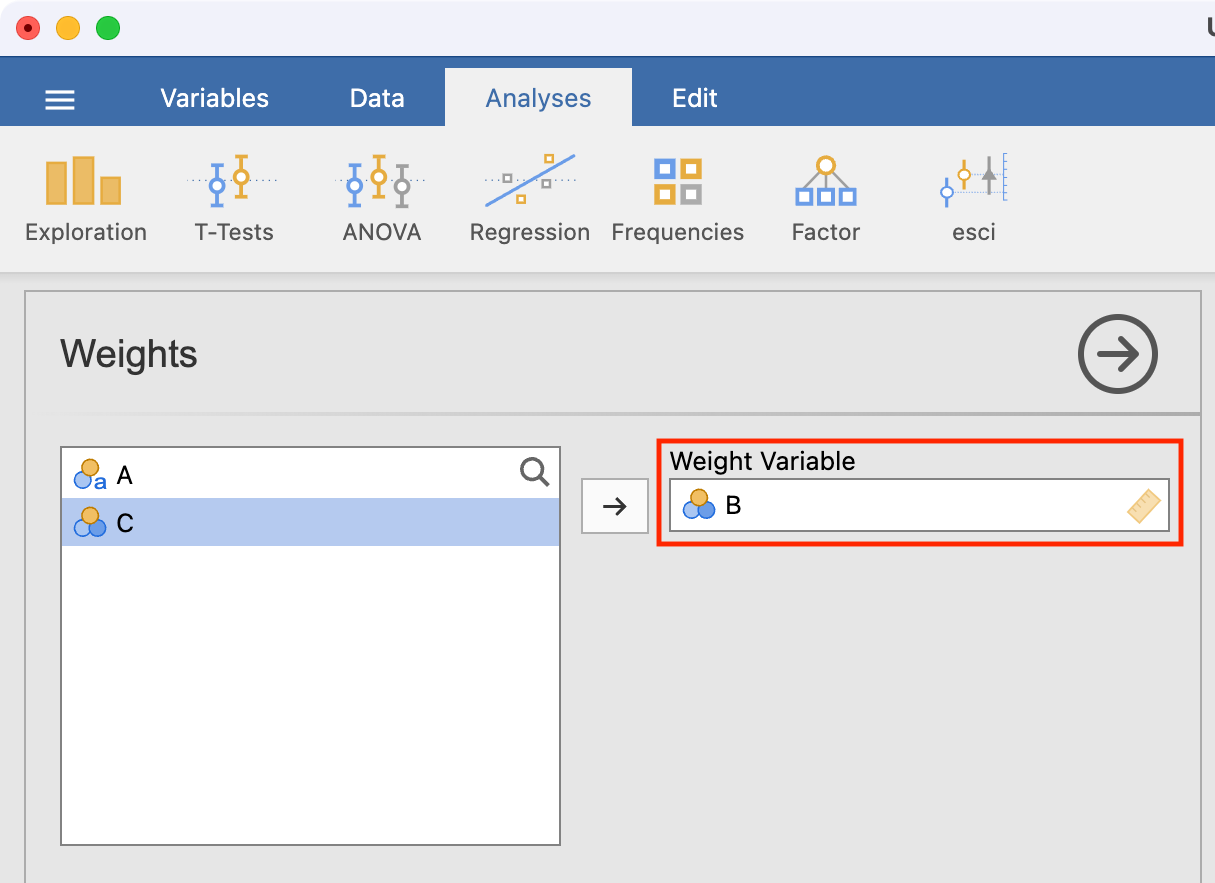 Variables Data Analyses Edit
Exploration T-Tests ANOVA Regression Frequencies Factor esci
Weights
A
C
Weight Variable
B